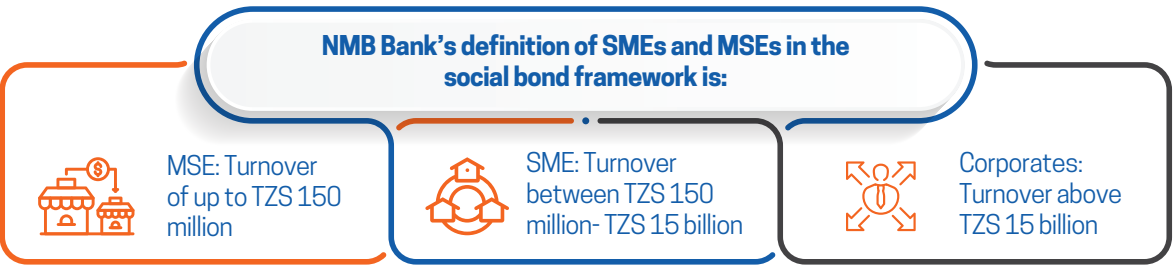 NMB Bank's definition of SMEs and MSEs in the
social bond framework is:
MSE: Turnover
of up to TZS 150
million
SME: Turnover
between TZS 150
million- TZS 15 billion
Corporates:
Turnover above
TZS 15 billion